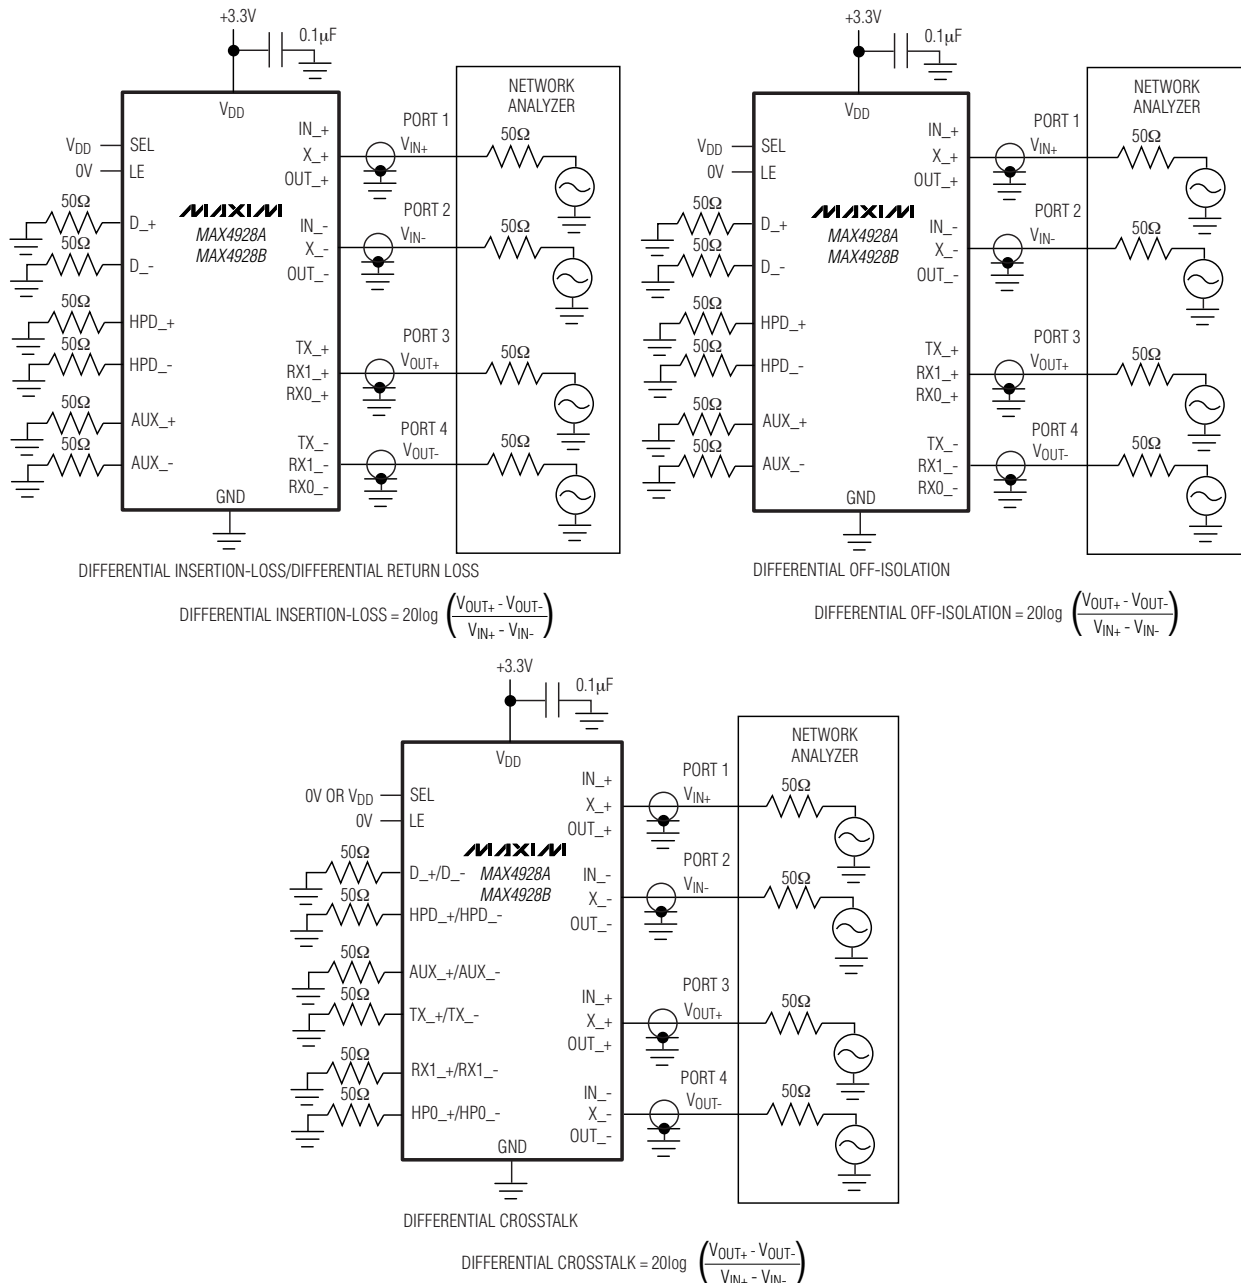 +3.3V
0.1µF
VDD
VDD
SEL
0V
LE
50Ω
D_+
50Ω
D_-
50Ω
HPD_+
50Ω
HPD_-
50Ω
AUX_+
50Ω
AUX_-
MAXIM
MAX4928A
MAX4928B
GND
IN_+
X_+
OUT_+
IN_-
X_-
OUT_-
TX_+
RX1_+
RX0_+
TX_-
RX1_-
RX0_-
PORT 1
VIN+
PORT 2
VIN-
PORT 3
VOUT+
PORT 4
VOUT-
NETWORK
ANALYZER
50Ω
50Ω
50Ω
50Ω
DIFFERENTIAL INSERTION-LOSS/DIFFERENTIAL RETURN LOSS
DIFFERENTIAL INSERTION-LOSS = 20log (VOUT+ - VOUT- / VIN+ - VIN-)
+3.3V
0.1µF
VDD
VDD
SEL
0V
LE
50Ω
D_+
50Ω
D_-
50Ω
HPD_+
50Ω
HPD_-
50Ω
AUX_+
50Ω
AUX_-
MAXIM
MAX4928A
MAX4928B
GND
IN_+
X_+
OUT_+
IN_-
X_-
OUT_-
TX_+
RX1_+
RX0_+
TX_-
RX1_-
RX0_-
PORT 1
VIN+
PORT 2
VIN-
PORT 3
VOUT+
PORT 4
VOUT-
NETWORK
ANALYZER
50Ω
50Ω
50Ω
50Ω
DIFFERENTIAL OFF-ISOLATION
DIFFERENTIAL OFF-ISOLATION = 20log (VOUT+ - VOUT- / VIN+ - VIN-)
+3.3V
0.1µF
VDD
0V OR VDD
SEL
0V
LE
50Ω
D_+/D_-
50Ω
HPD_+/HPD_-
50Ω
AUX_+/AUX_-
50Ω
TX_+/TX_-
50Ω
RX1_+/RX1_-
50Ω
HP0_+/HP0_-
MAXIM
MAX4928A
MAX4928B
GND
IN_+
X_+
OUT_+
IN_-
X_-
OUT_-
IN_+
X_+
OUT_+
IN_-
X_-
OUT_-
PORT 1
VIN+
PORT 2
VIN-
PORT 3
VOUT+
PORT 4
VOUT-
NETWORK
ANALYZER
50Ω
50Ω
50Ω
50Ω
DIFFERENTIAL CROSSTALK
DIFFERENTIAL CROSSTALK = 20log (VOUT+ - VOUT- / VIN+ - VIN-)